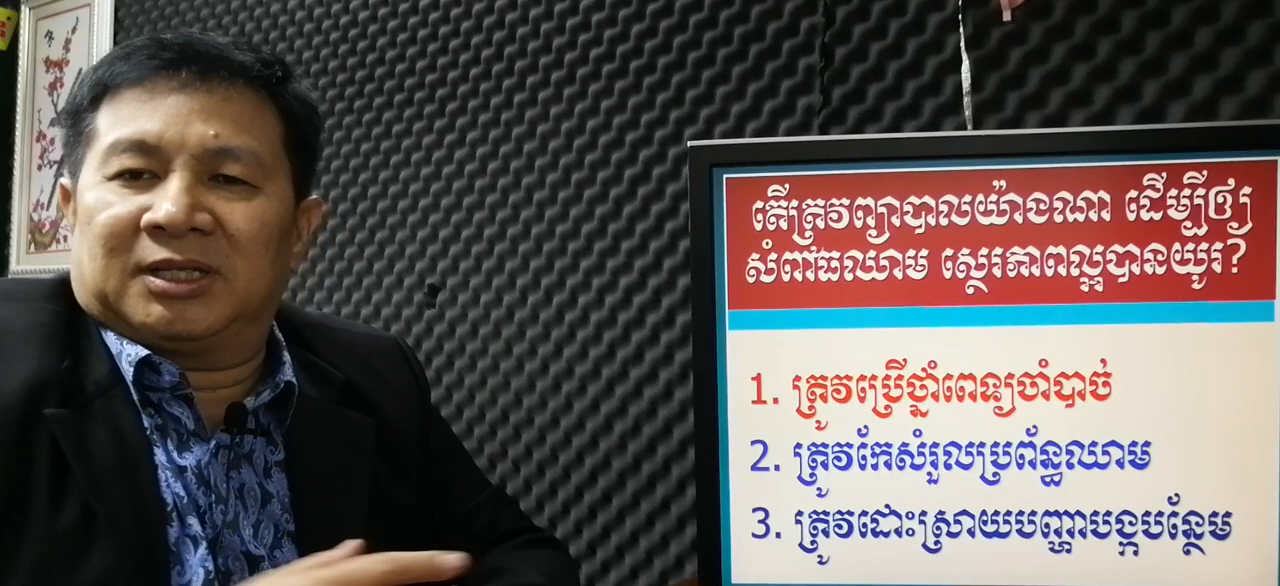 តើត្រូវព្យាបាលយ៉ាងណា ដើម្បីឲ្យ
សំពាធឈាម ស្ថេរភាពល្អបានយូរ?
1. ត្រូវប្រើថ្នាំពេទ្យចាំបាច់
2. ត្រូវកែសំរួលប្រព័ន្ធឈាម
3. ត្រូវដោះស្រាយបញ្ហាបង្កបន្ថែម